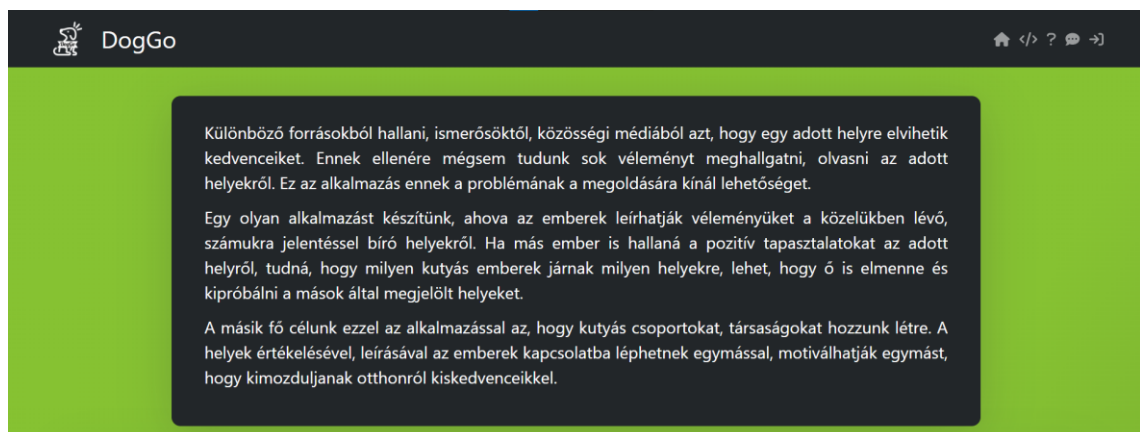 DogGo
Különböző forrásokból hallani, ismerősöktől, közösségi médiából azt, hogy egy adott helyre elvihetik
kedvenceiket. Ennek ellenére mégsem tudunk sok véleményt meghallgatni, olvasni az adott
helyekről. Ez az alkalmazás ennek a problémának a megoldására kínál lehetőséget.
Egy olyan alkalmazást készítünk, ahova az emberek leírhatják véleményüket a közelükben lévő,
számukra jelentéssel bíró helyekről. Ha más ember is hallaná a pozitív tapasztalatokat az adott
helyről, tudná, hogy milyen kutyás emberek járnak milyen helyekre, lehet, hogy ő is elmenne és
kipróbálni a mások által megjelölt helyeket.
A másik fő célunk ezzel az alkalmazással az, hogy kutyás csoportokat, társaságokat hozzunk létre. A
helyek értékelésével, leírásával az emberek kapcsolatba léphetnek egymással, motiválhatják egymást,
hogy kimozduljanak otthonról kiskedvenceikkel.